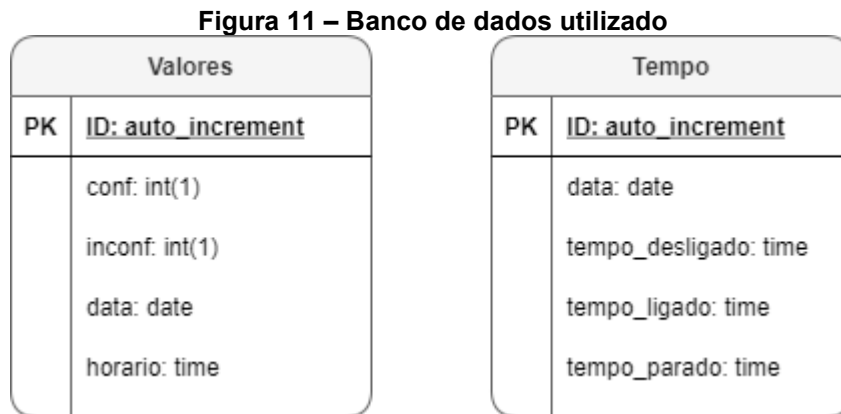 Figura 11 – Banco de dados utilizado
Valores
PK ID: auto_increment
conf: int(1)
inconf: int(1)
data: date
horario: time
Tempo
PK ID: auto_increment
data: date
tempo_desligado: time
tempo_ligado: time
tempo_parado: time